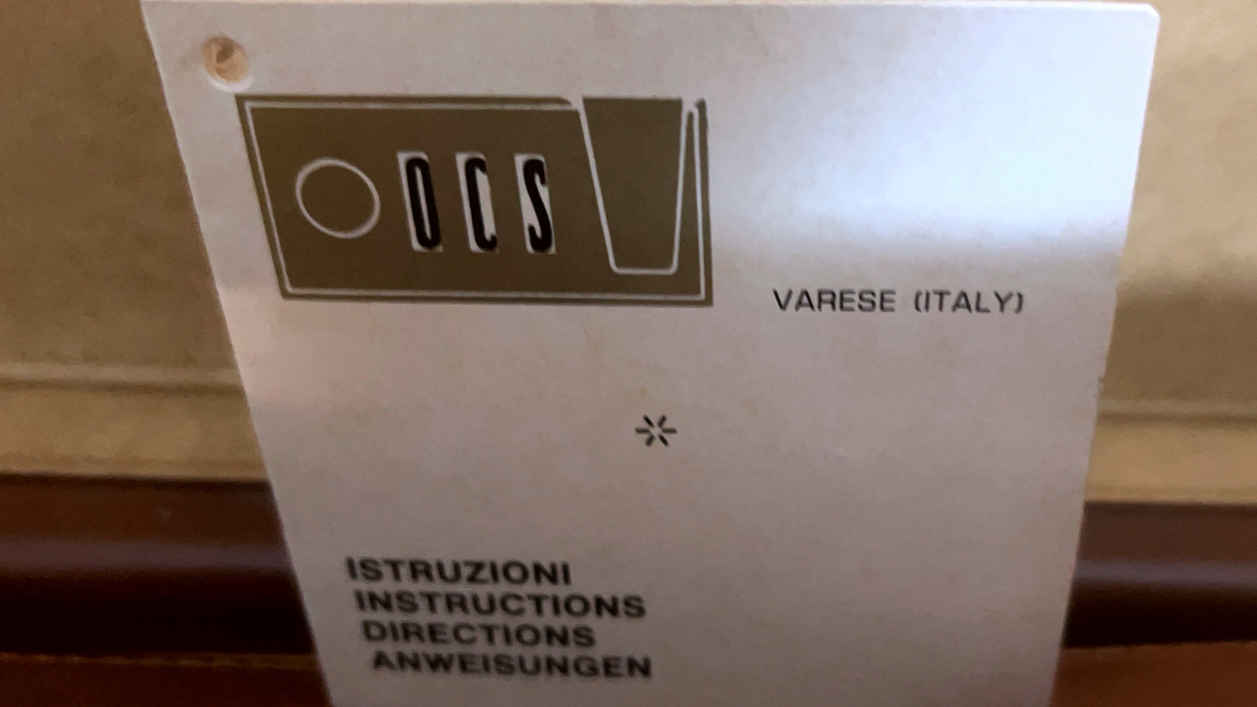 OCS
VARESE (ITALY)
ISTRUZIONI
INSTRUCTIONS
DIRECTIONS
ANWEISUNGEN